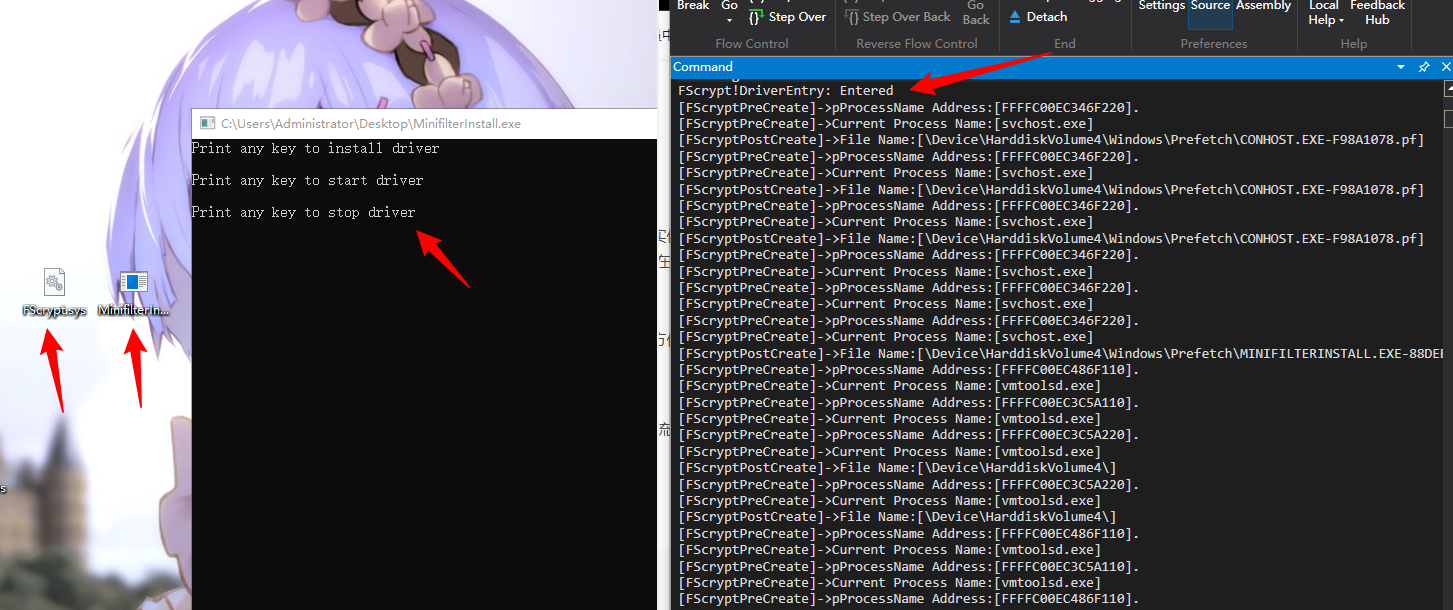 C:\Users\Administrator\Desktop\MinifilterInstall.exe
Print any key to install driver
Print any key to start driver
Print any key to stop driver
FScrypt.sys
MinifilterIn...
s
Break
Go
Step Over
Step Over Back
Go
Back
Detach
Settings
Source
Assembly
Local
Help
Feedback
Hub
Flow Control
Reverse Flow Control
End
Preferences
Help
Command
FScrypt!DriverEntry: Entered
[FScryptPreCreate]->pProcessName Address:[FFFFC00EC346F220].
[FScryptPreCreate]->Current Process Name:[svchost.exe]
[FScryptPostCreate]->File Name:[\Device\HarddiskVolume4\Windows\Prefetch\CONHOST.EXE-F98A1078.pf]
[FScryptPreCreate]->pProcessName Address:[FFFFC00EC346F220].
[FScryptPreCreate]->Current Process Name:[svchost.exe]
[FScryptPostCreate]->File Name:[\Device\HarddiskVolume4\Windows\Prefetch\CONHOST.EXE-F98A1078.pf]
[FScryptPreCreate]->pProcessName Address:[FFFFC00EC346F220].
[FScryptPreCreate]->Current Process Name:[svchost.exe]
[FScryptPostCreate]->File Name:[\Device\HarddiskVolume4\Windows\Prefetch\CONHOST.EXE-F98A1078.pf]
[FScryptPreCreate]->pProcessName Address:[FFFFC00EC346F220].
[FScryptPreCreate]->Current Process Name:[svchost.exe]
[FScryptPreCreate]->pProcessName Address:[FFFFC00EC346F220].
[FScryptPreCreate]->Current Process Name:[svchost.exe]
[FScryptPreCreate]->pProcessName Address:[FFFFC00EC346F220].
[FScryptPreCreate]->Current Process Name:[svchost.exe]
[FScryptPostCreate]->File Name:[\Device\HarddiskVolume4\Windows\Prefetch\MINIFILTERINSTALL.EXE-88DE
[FScryptPreCreate]->pProcessName Address:[FFFFC00EC486F110].
[FScryptPreCreate]->Current Process Name:[vmtoolsd.exe]
[FScryptPreCreate]->pProcessName Address:[FFFFC00EC3C5A110].
[FScryptPreCreate]->Current Process Name:[vmtoolsd.exe]
[FScryptPreCreate]->pProcessName Address:[FFFFC00EC3C5A220].
[FScryptPreCreate]->Current Process Name:[vmtoolsd.exe]
[FScryptPostCreate]->File Name:[\Device\HarddiskVolume4\]
[FScryptPreCreate]->pProcessName Address:[FFFFC00EC3C5A220].
[FScryptPreCreate]->Current Process Name:[vmtoolsd.exe]
[FScryptPostCreate]->File Name:[\Device\HarddiskVolume4\]
[FScryptPreCreate]->pProcessName Address:[FFFFC00EC486F110].
[FScryptPreCreate]->Current Process Name:[vmtoolsd.exe]
[FScryptPreCreate]->pProcessName Address:[FFFFC00EC3C5A110].
[FScryptPreCreate]->Current Process Name:[vmtoolsd.exe]
[FScryptPreCreate]->pProcessName Address:[FFFFC00EC486F110].